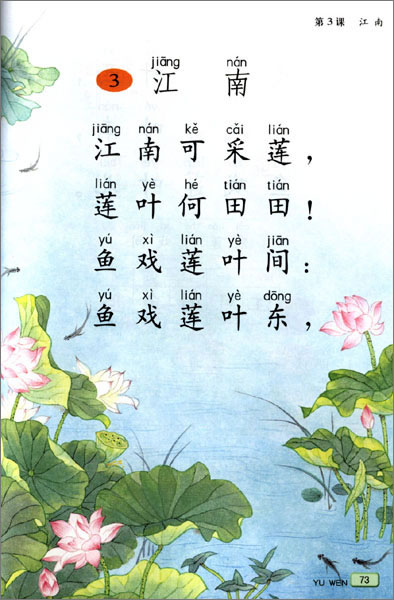 第3课 江南
jiāng nán
3 江南
jiāng nán kě cǎi lián
江南可采莲，
lián yè hé tián tián
莲叶何田田！
yú xì lián yè jiān
鱼戏莲叶间：
yú xì lián yè dōng
鱼戏莲叶东，
YU WEN 73